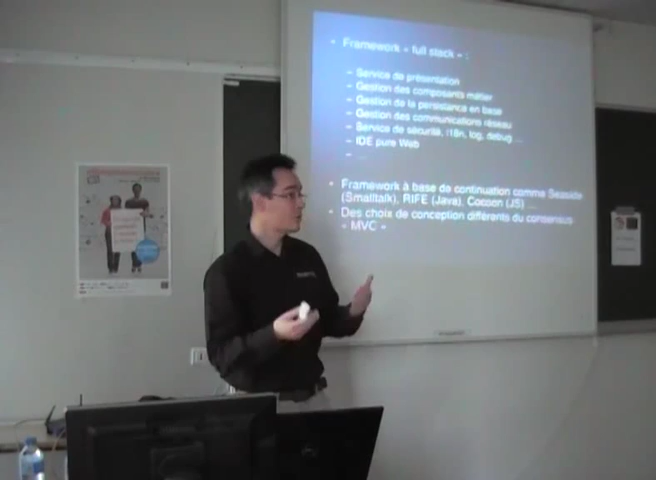 • Framework « full stack » :
– Service de présentation
– Gestion des composants métier
– Gestion de la persistance en base
– Gestion des communications réseau
– Service de sécurité, i18n, log, debug ...
– IDE pure Web
– ...
• Framework à base de continuation comme Seaside
(Smalltalk), RIFE (Java), Cocoon (JS) ...
• Des choix de conception différents du consensus
« MVC »